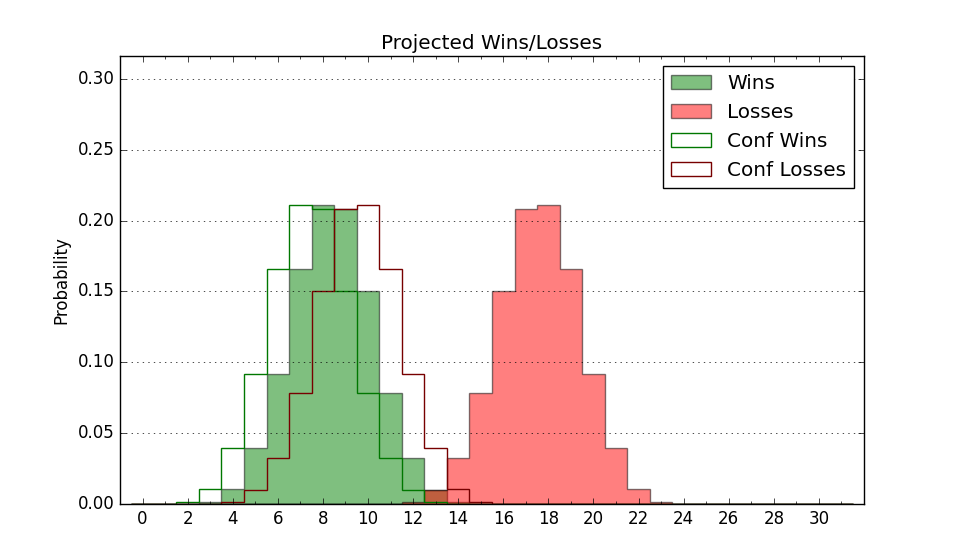 Projected Wins/Losses
0.30
0.25
0.20
0.15
0.10
0.05
0.00
Probability
Wins
Losses
Conf Wins
Conf Losses
0 2 4 6 8 10 12 14 16 18 20 22 24 26 28 30